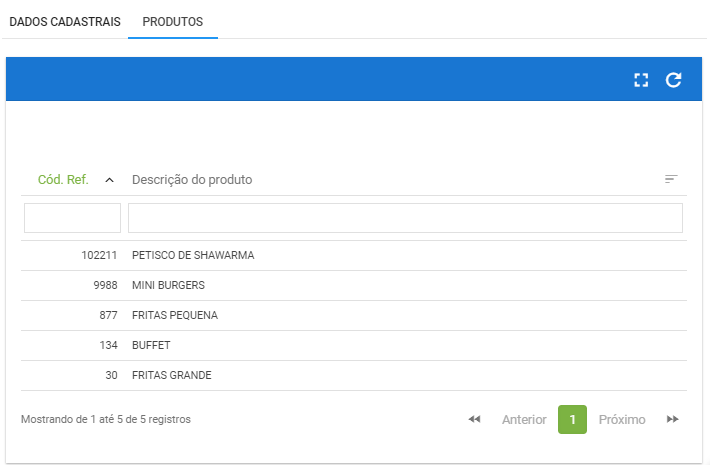 DADOS CADASTRAIS PRODUTOS
Cód. Ref. Descrição do produto
102211 PETISCO DE SHAWARMA
9988 MINI BURGERS
877 FRITAS PEQUENA
134 BUFFET
30 FRITAS GRANDE
Mostrando de 1 até 5 de 5 registros Anterior 1 Próximo